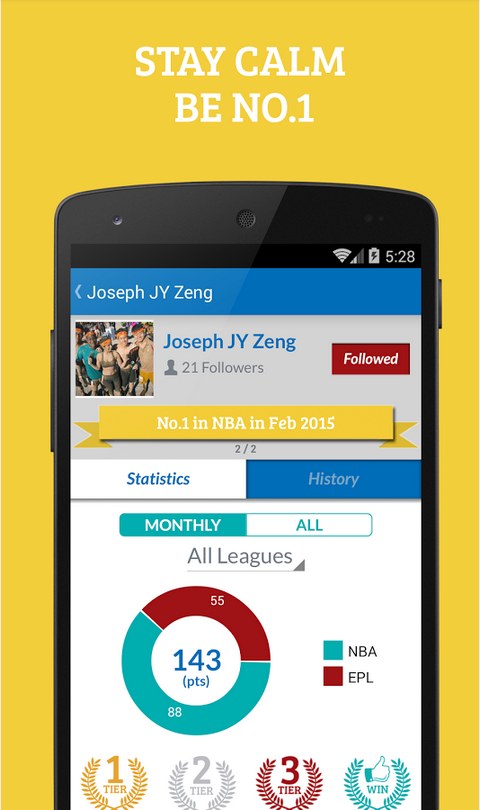 STAY CALM
BE NO.1
5:28
Joseph JY Zeng
Joseph JY Zeng
21 Followers
Followed
No.1 in NBA in Feb 2015
2 / 2
Statistics
History
MONTHLY
ALL
All Leagues
55
143
(pts)
88
NBA
EPL
1
TIER
2
TIER
3
TIER
WIN